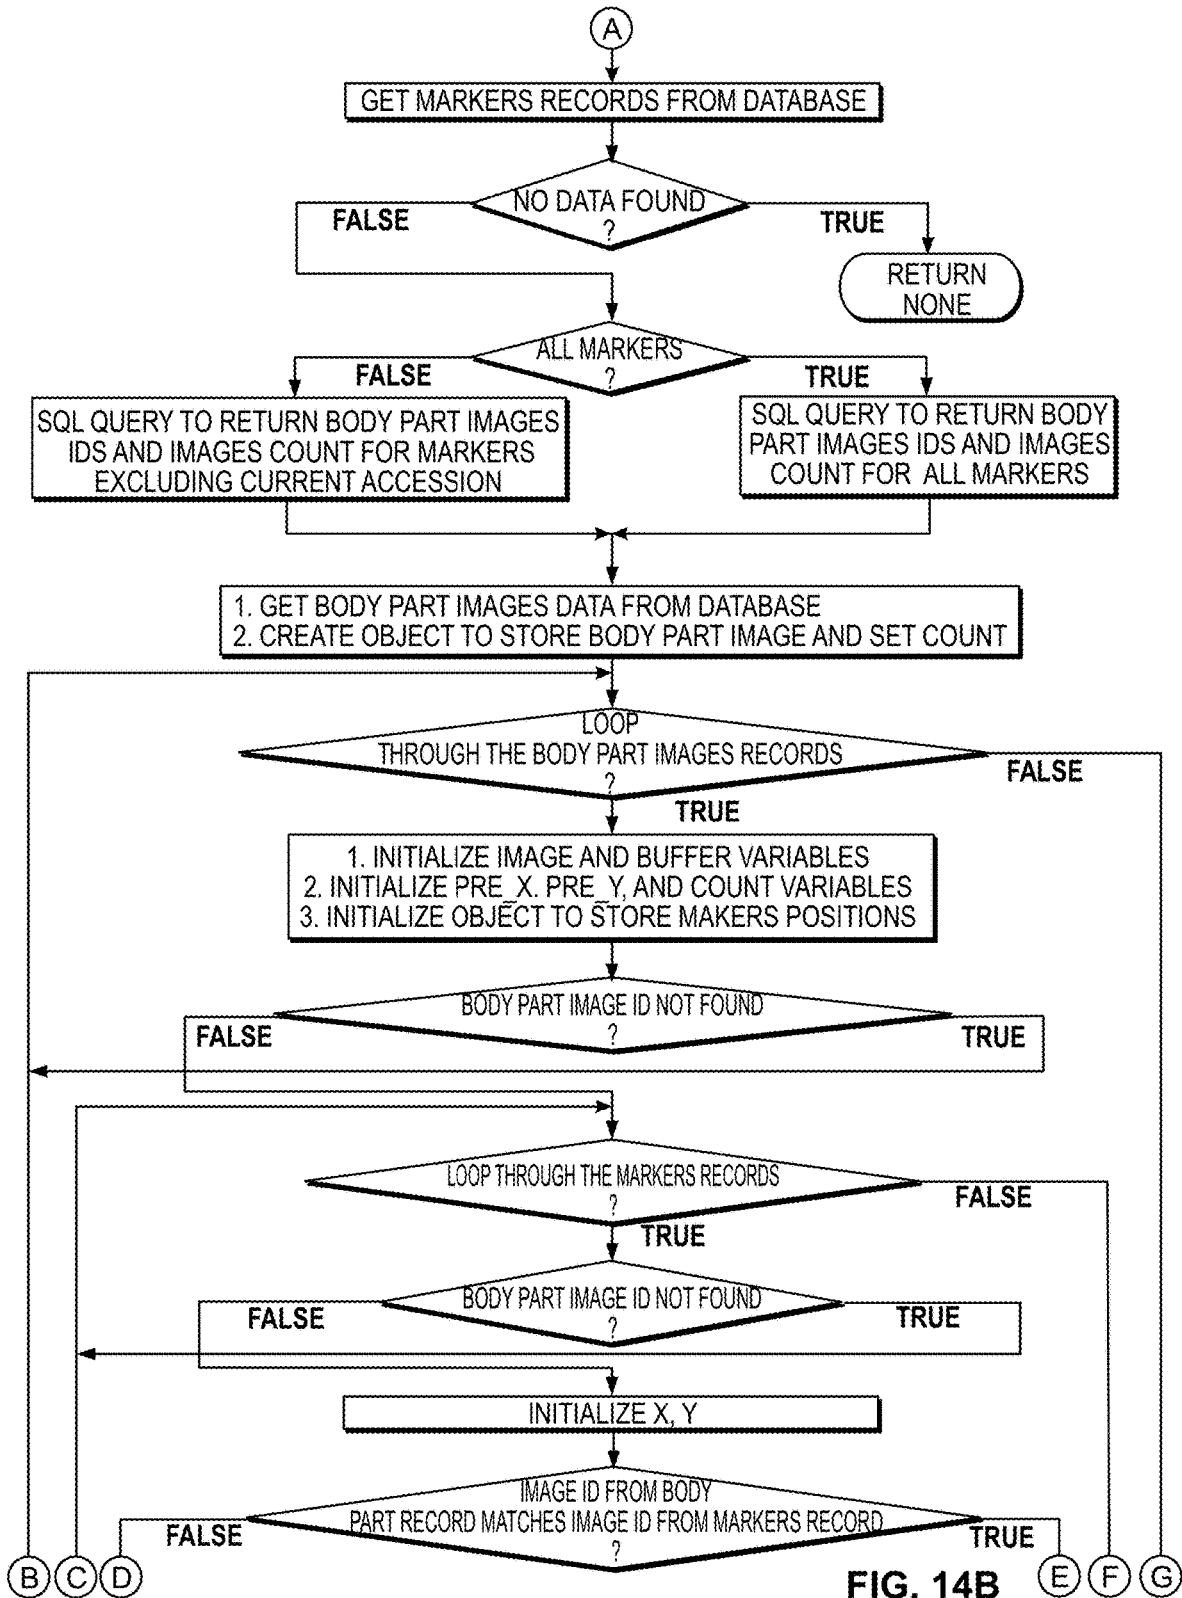 A
GET MARKERS RECORDS FROM DATABASE
NO DATA FOUND
?
FALSE
TRUE
RETURN
NONE
ALL MARKERS
?
FALSE
TRUE
SQL QUERY TO RETURN BODY PART IMAGES
IDS AND IMAGES COUNT FOR MARKERS
EXCLUDING CURRENT ACCESSION
SQL QUERY TO RETURN BODY
PART IMAGES IDS AND IMAGES
COUNT FOR ALL MARKERS
1. GET BODY PART IMAGES DATA FROM DATABASE
2. CREATE OBJECT TO STORE BODY PART IMAGE AND SET COUNT
LOOP
THROUGH THE BODY PART IMAGES RECORDS
?
FALSE
TRUE
1. INITIALIZE IMAGE AND BUFFER VARIABLES
2. INITIALIZE PRE_X. PRE_Y, AND COUNT VARIABLES
3. INITIALIZE OBJECT TO STORE MAKERS POSITIONS
BODY PART IMAGE ID NOT FOUND
?
FALSE
TRUE
LOOP THROUGH THE MARKERS RECORDS
?
FALSE
TRUE
BODY PART IMAGE ID NOT FOUND
?
FALSE
TRUE
INITIALIZE X, Y
IMAGE ID FROM BODY
PART RECORD MATCHES IMAGE ID FROM MARKERS RECORD
?
FALSE
TRUE
B C D
FIG. 14B
E F G